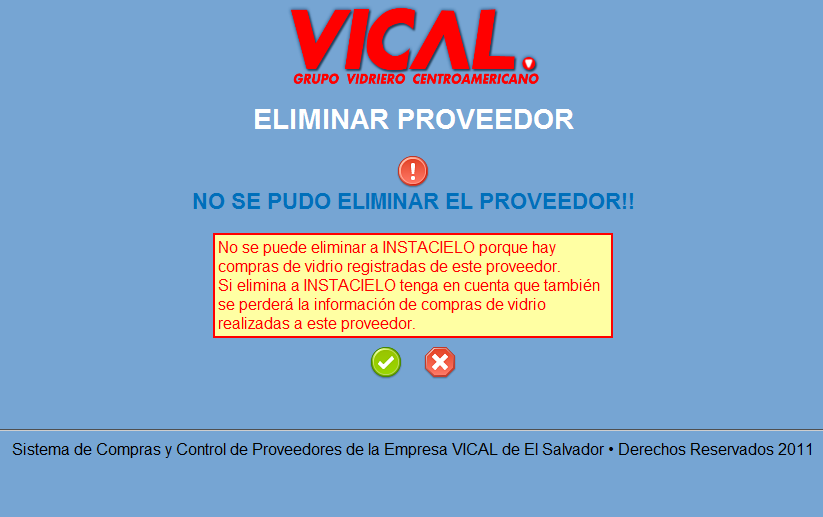 VICAL.
GRUPO VIDRIERO CENTROAMERICANO
ELIMINAR PROVEEDOR
!
NO SE PUDO ELIMINAR EL PROVEEDOR!!
No se puede eliminar a INSTACIELO porque hay
compras de vidrio registradas de este proveedor.
Si elimina a INSTACIELO tenga en cuenta que también
se perderá la información de compras de vidrio
realizadas a este proveedor.
Sistema de Compras y Control de Proveedores de la Empresa VICAL de El Salvador • Derechos Reservados 2011